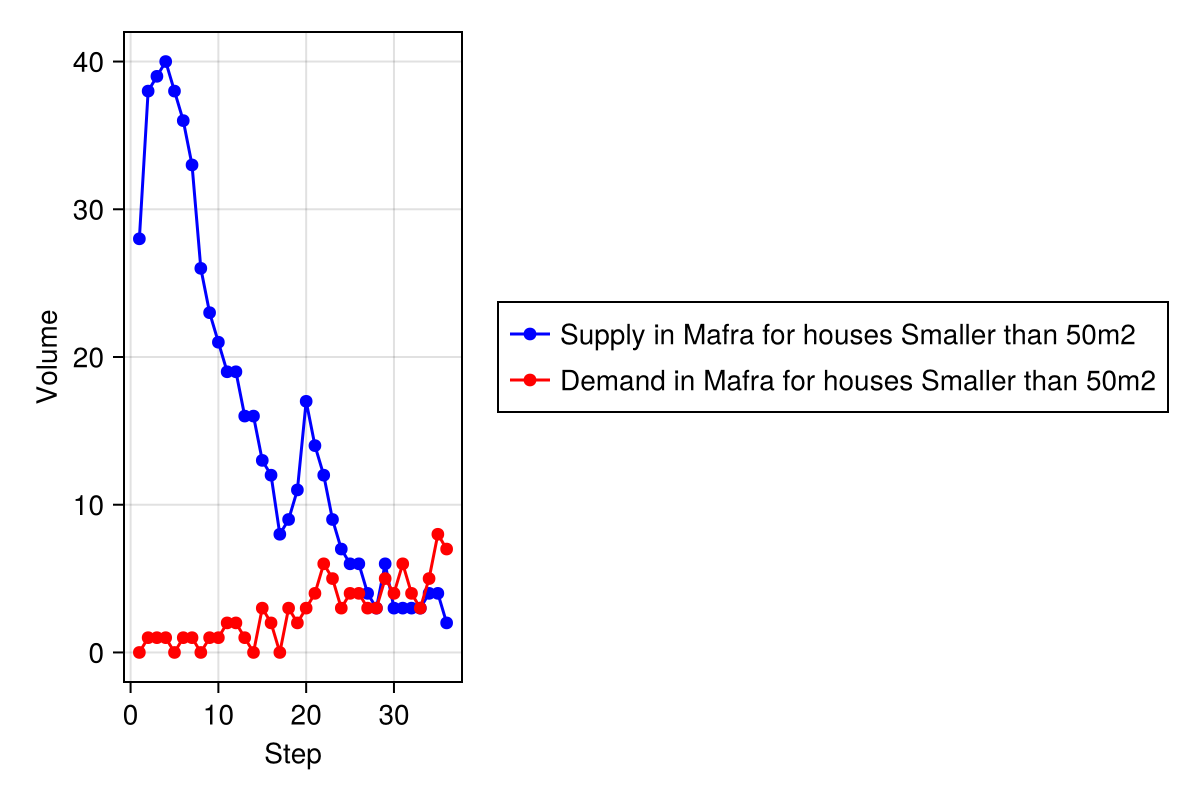 40
30
20
10
0
Volume
0 10 20 30
Step
Supply in Mafra for houses Smaller than 50m2
Demand in Mafra for houses Smaller than 50m2